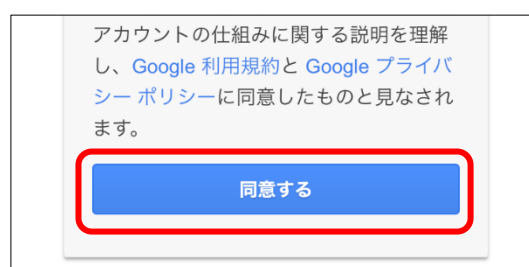 アカウントの仕組みに関する説明を理解
し、Google 利用規約と Google プライバ
シー ポリシーに同意したものと見なされ
ます。
同意する